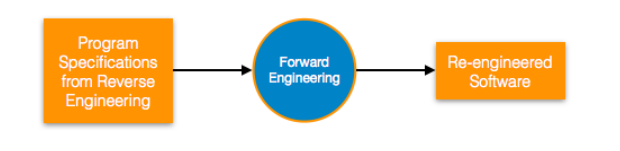 Program
Specifications
from Reverse
Engineering
Forward
Engineering
Re-engineered
Software